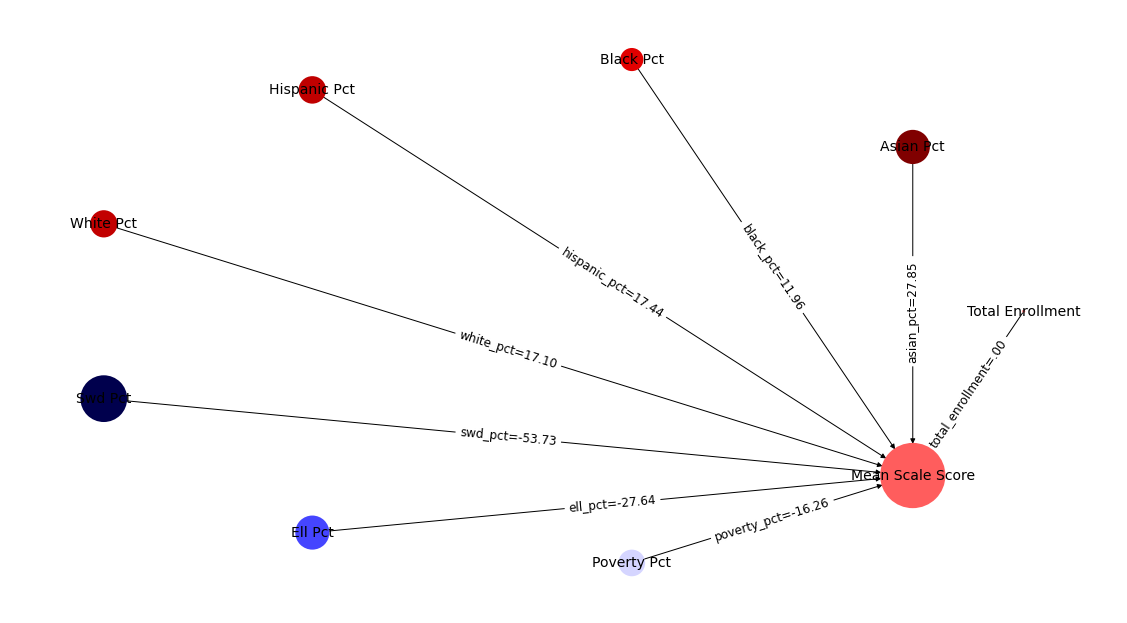 Black Pct
Hispanic Pct
Asian Pct
White Pct
black_pct=11.96
hispanic_pct=17.44
asian_pct=27.85
Total Enrollment
white_pct=17.10
total_enrollment=.00
Swd Pct
swd_pct=-53.73
Mean Scale Score
ell_pct=-27.64
poverty_pct=-16.26
Ell Pct
Poverty Pct